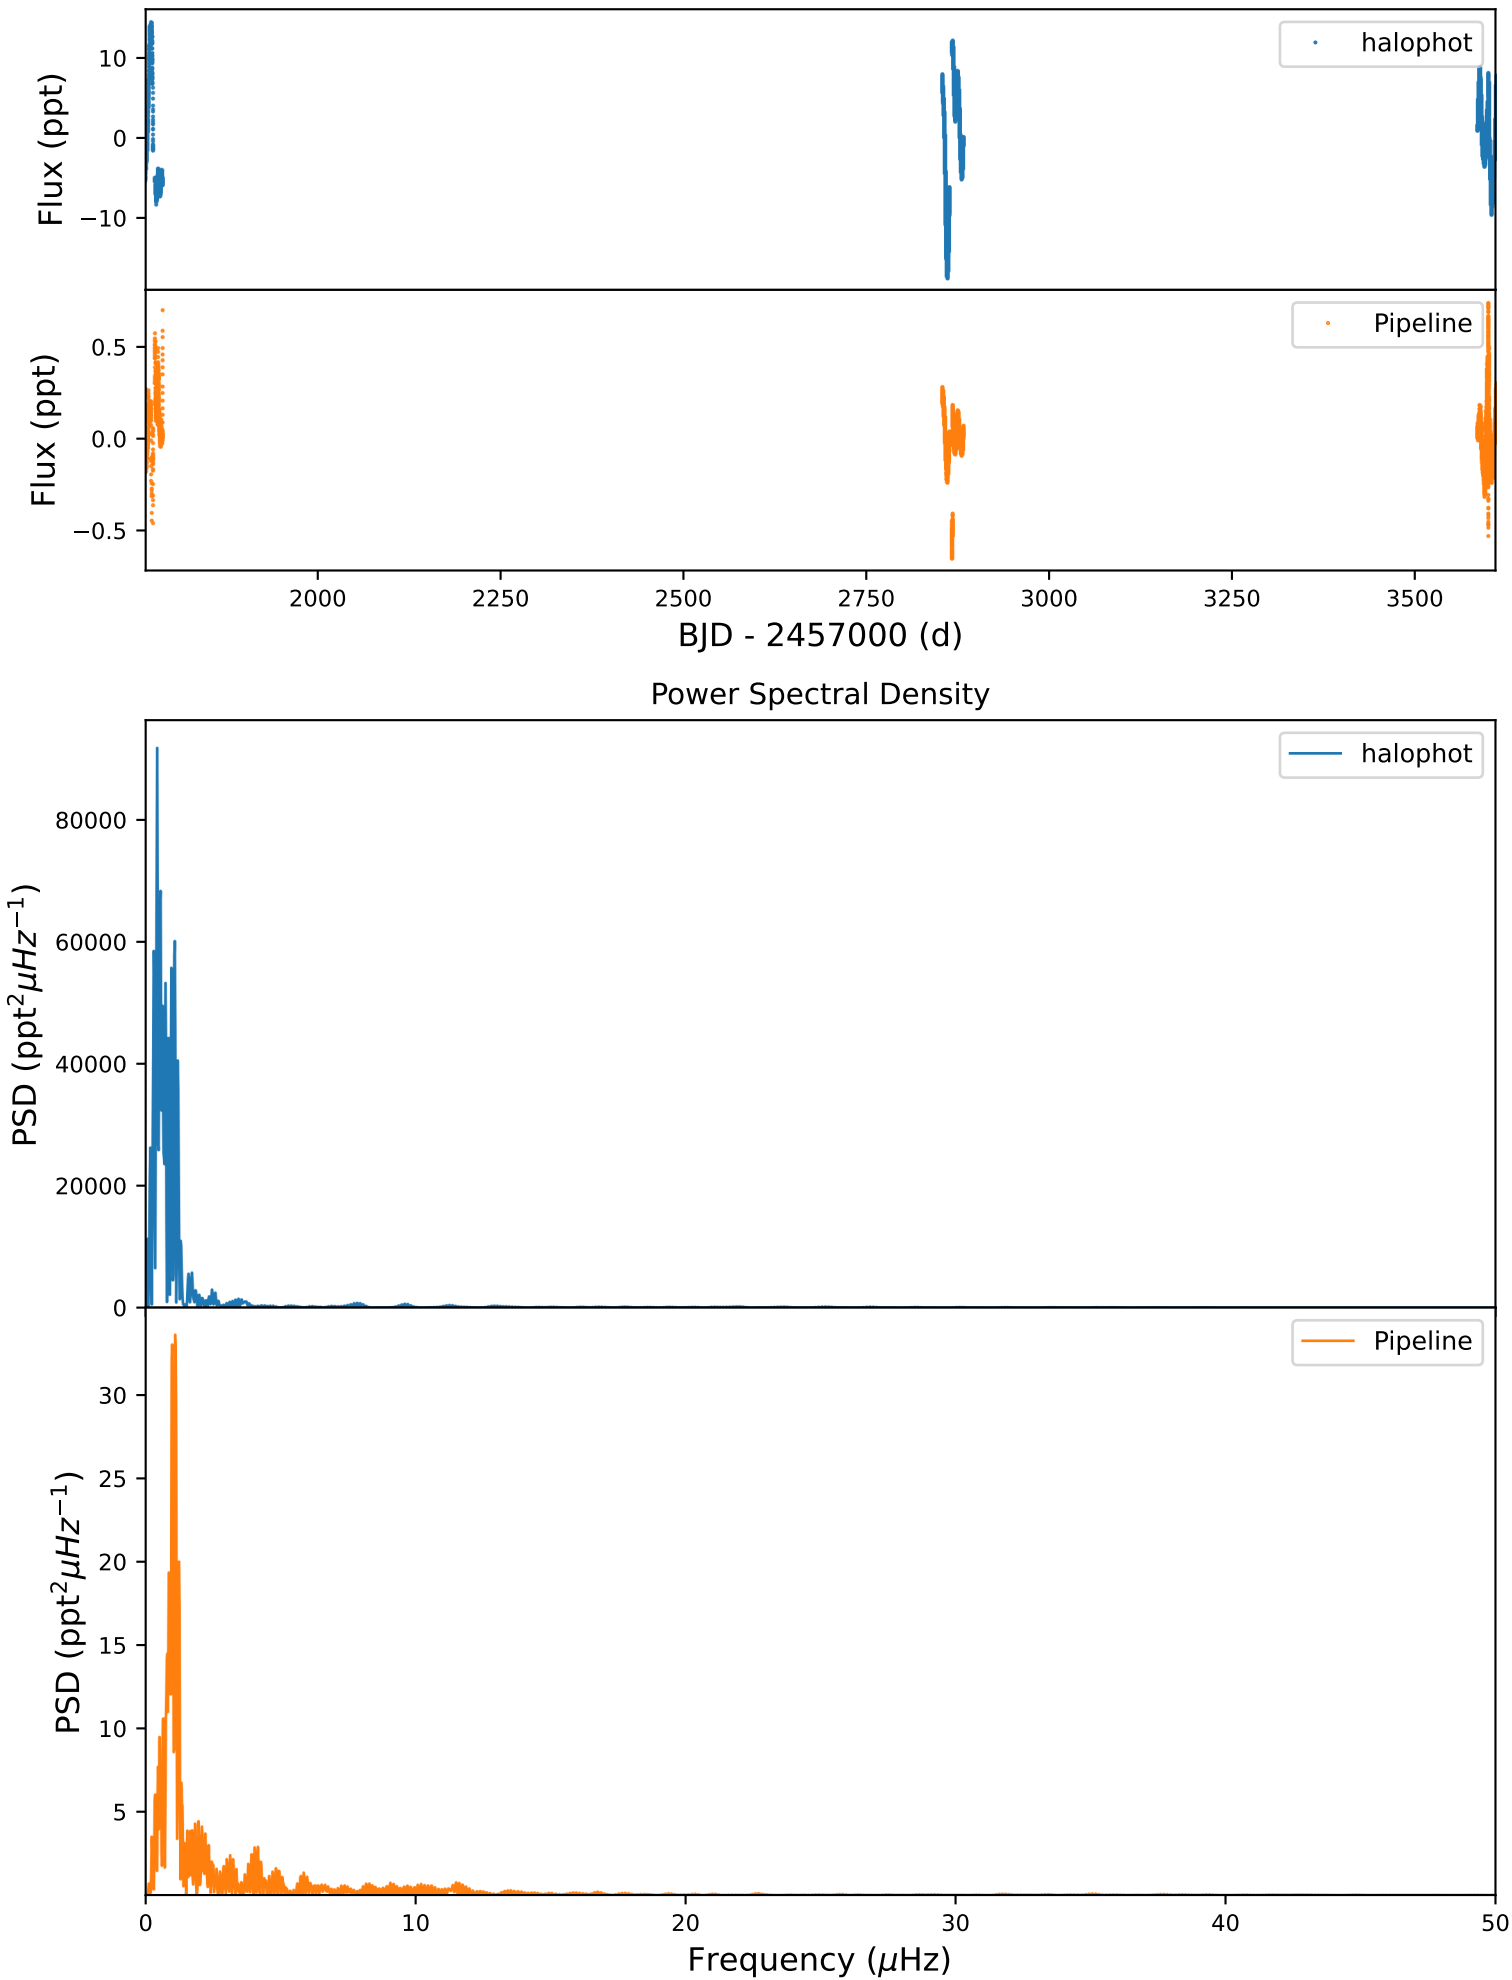 halophot
10
0
−10
Flux (ppt)
Pipeline
0.5
0.0
−0.5
Flux (ppt)
2000 2250 2500 2750 3000 3250 3500
BJD - 2457000 (d)
Power Spectral Density
halophot
80000
60000
40000
20000
0
PSD (ppt²μHz⁻¹)
Pipeline
30
25
20
15
10
5
PSD (ppt²μHz⁻¹)
0 10 20 30 40 50
Frequency (μHz)